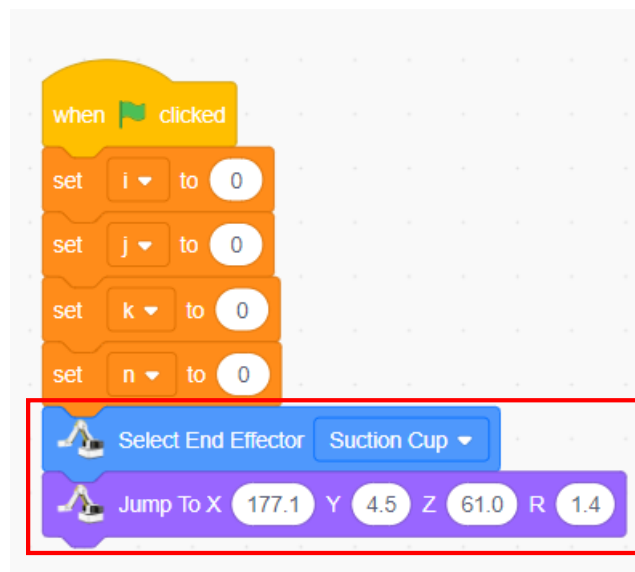 when clicked
set i to 0
set j to 0
set k to 0
set n to 0
Select End Effector Suction Cup
Jump To X 177.1 Y 4.5 Z 61.0 R 1.4